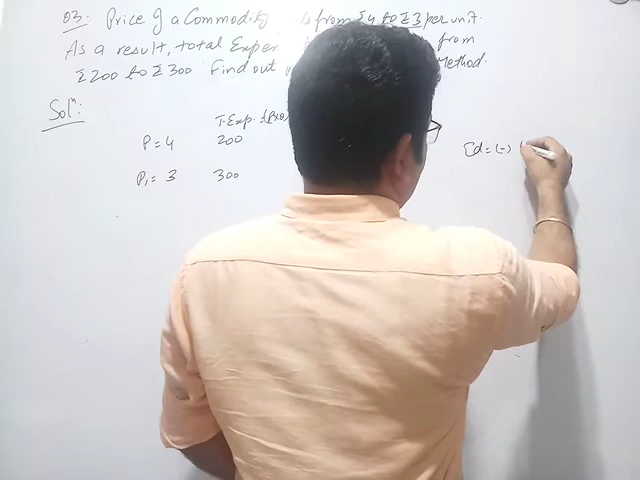 Q3: Price of a Commodity from ₹4 to ₹3 per unit.
As a result, total Exper from
₹200 to ₹300 Find out Method.
Solⁿ:
T.Exp. (PxQ)
P = 4 200
P₁ = 3 300
Ed = (-)